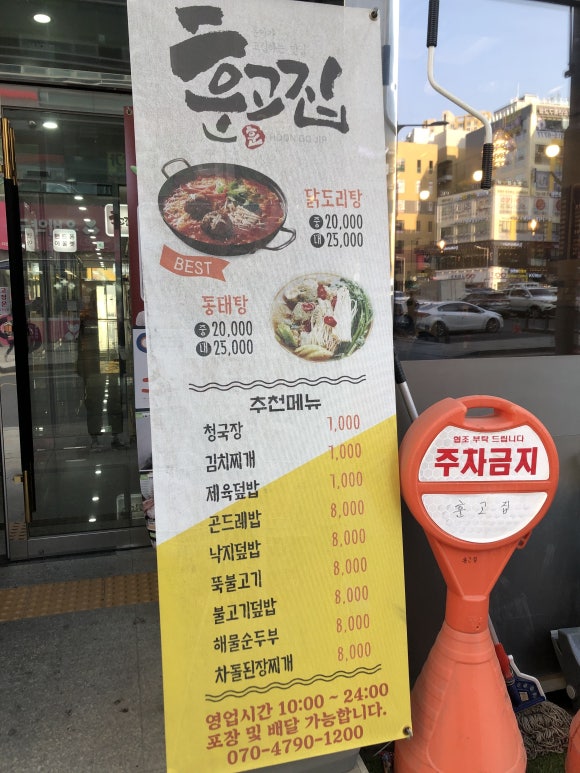 훈고집
HOON GO JIP
닭도리탕
중 20,000
대 25,000
BEST
동태탕
중 20,000
대 25,000
추천메뉴
청국장 7,000
김치찌개 7,000
제육덮밥 7,000
곤드레밥 8,000
낙지덮밥 8,000
뚝불고기 8,000
불고기덮밥 8,000
해물순두부 8,000
차돌된장찌개 8,000
영업시간 10:00 ~ 24:00
포장 및 배달 가능합니다.
070-4790-1200
협조 부탁 드립니다
주차금지
훈고집